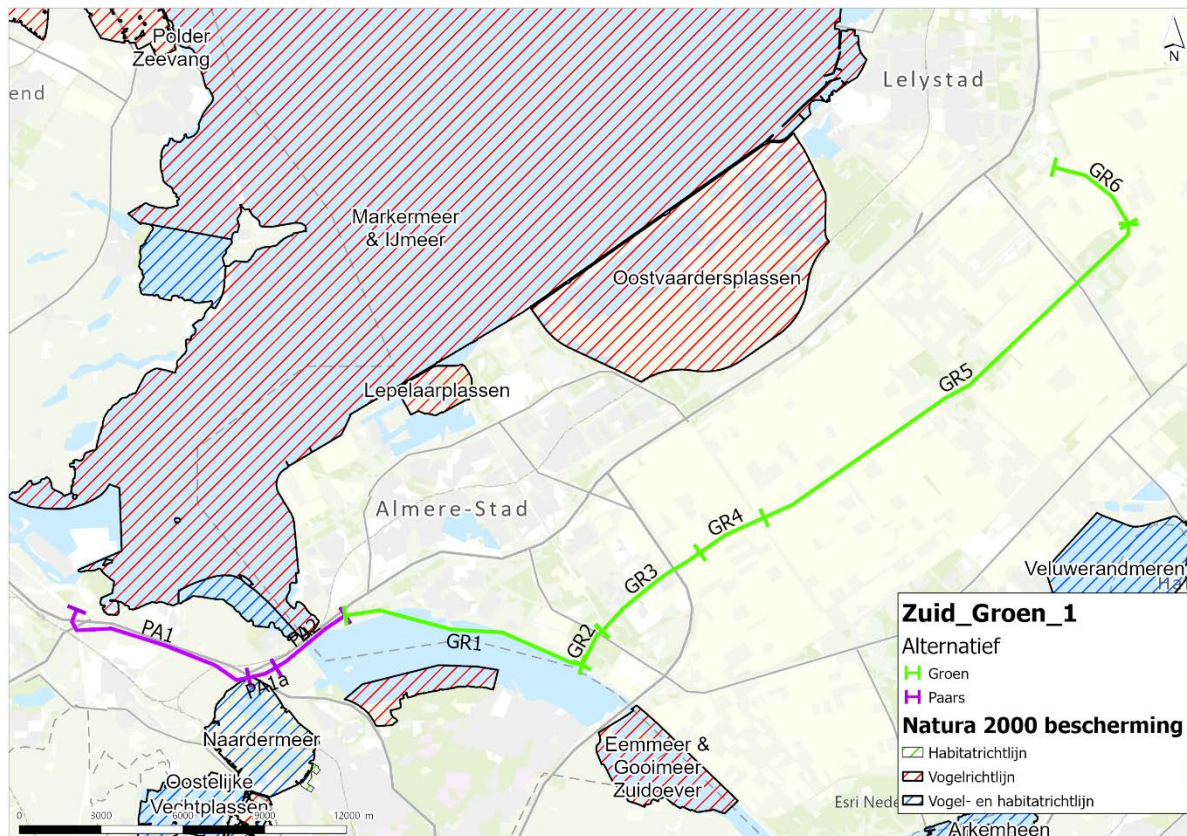 Polder
Zeevang
end
N
Lelystad
GR6
Markermeer
& IJmeer
Oostvaardersplassen
Lepelaarplassen
GR5
Almere-Stad
GR4
GR3
Veluwerandmeren
Ha
PA1
PA2
GR1
GR2
PA1a
Naardermeer
Oostelijke
Vechtplassen
Eemmeer &
Gooimeer
Zuidoever
Zuid_Groen_1
Alternatief
Groen
Paars
Natura 2000 bescherming
Habitatrichtlijn
Vogelrichtlijn
Vogel- en habitatrichtlijn
Esri Nede
Arkemheen
0 3000 6000 9000 12000 m